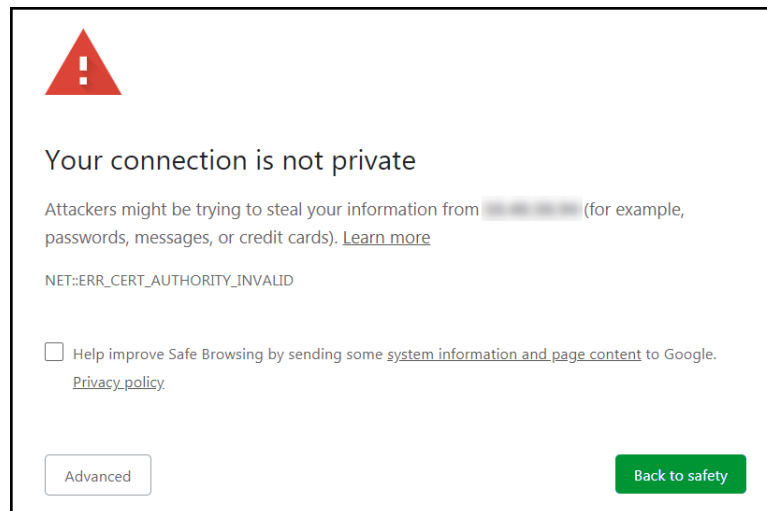 Your connection is not private
Attackers might be trying to steal your information from (for example,
passwords, messages, or credit cards). Learn more
NET::ERR_CERT_AUTHORITY_INVALID
Help improve Safe Browsing by sending some system information and page content to Google.
Privacy policy
Advanced
Back to safety